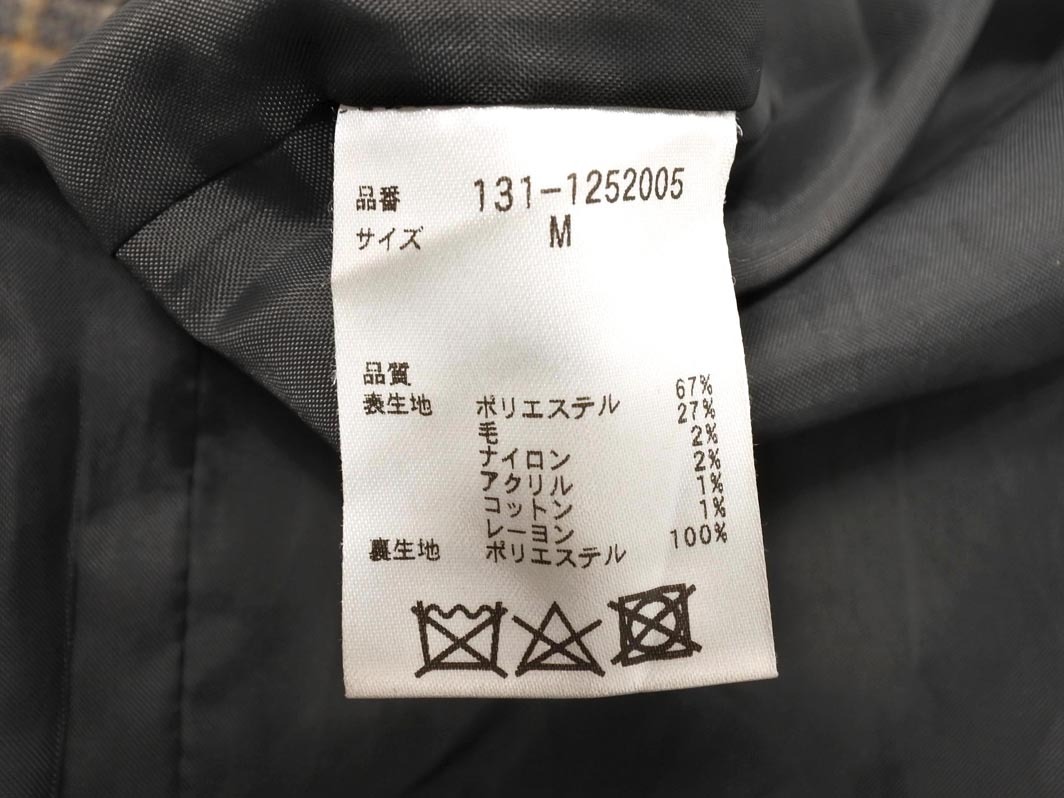 品番 131-1252005
サイズ M
品質
表生地 ポリエステル 67%
毛 27%
ナイロン 2%
アクリル 2%
コットン 1%
レーヨン 1%
裏生地 ポリエステル 100%